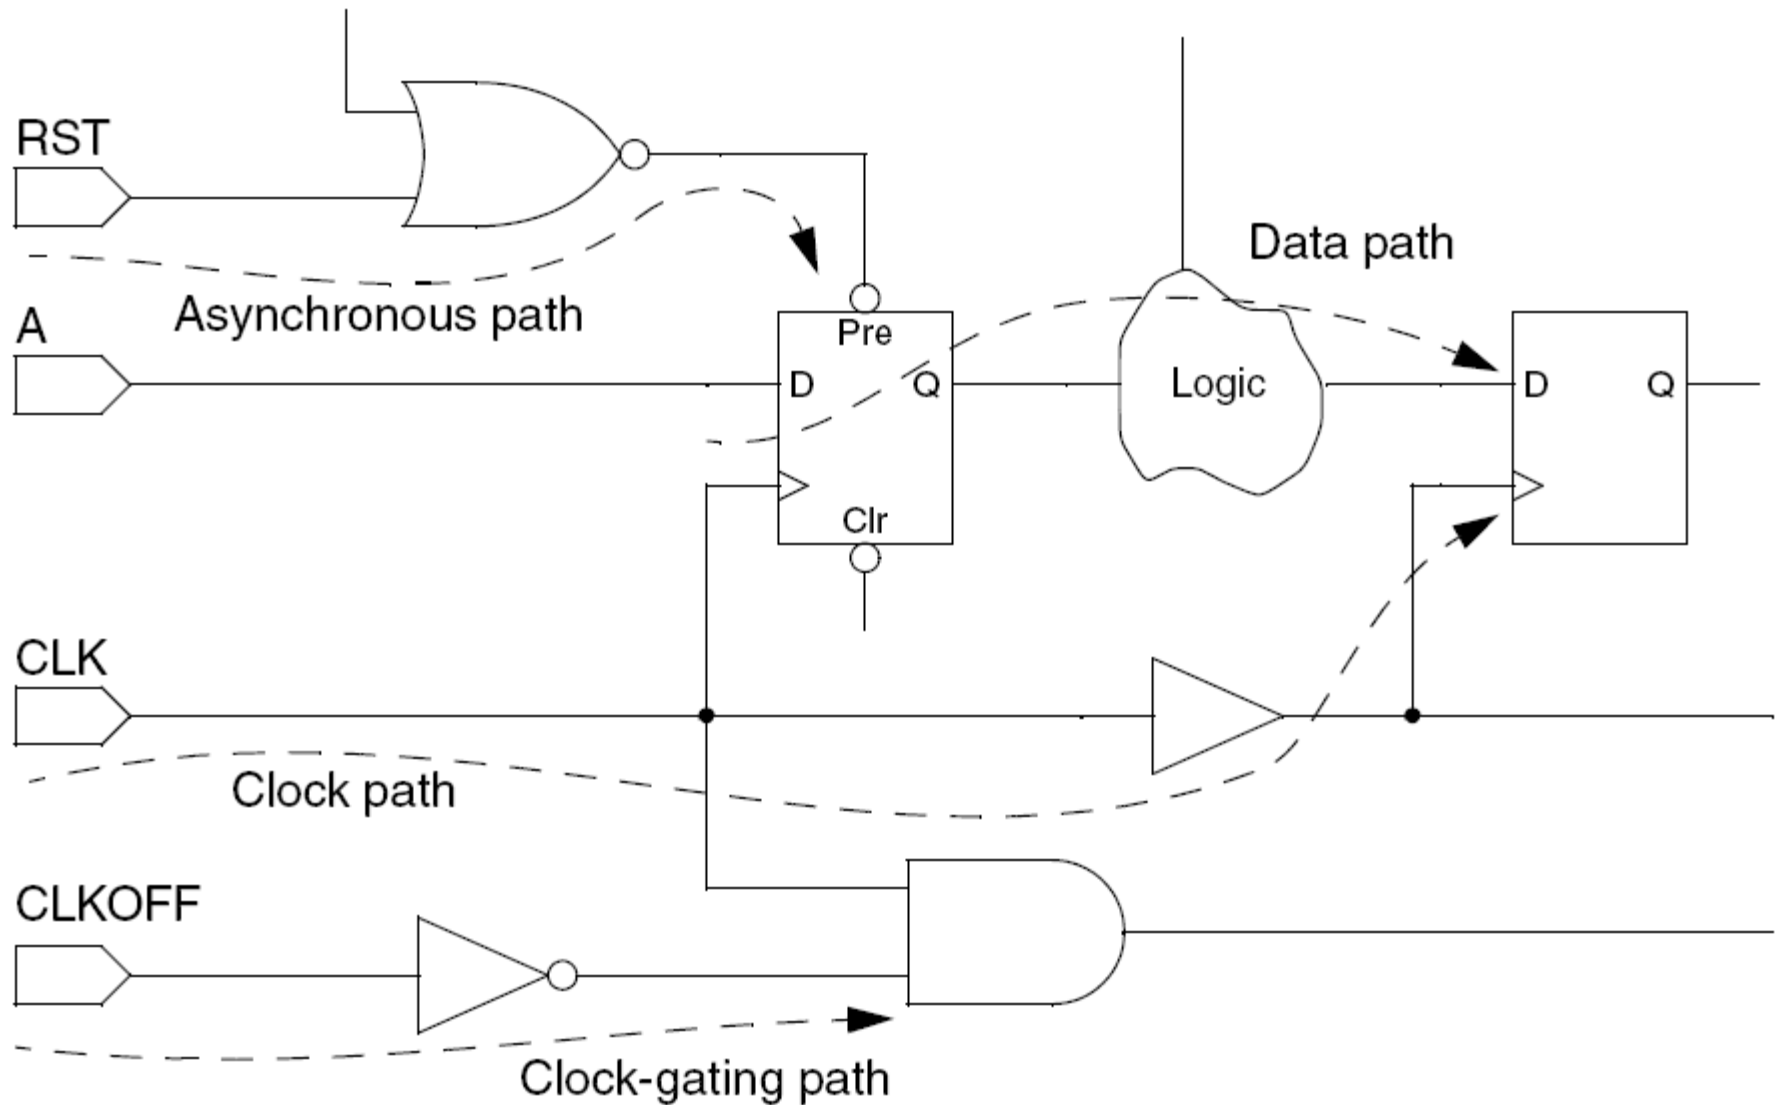 RST
Data path
Asynchronous path
A
Pre
D
Q
Logic
D
Q
Clr
CLK
Clock path
CLKOFF
Clock-gating path